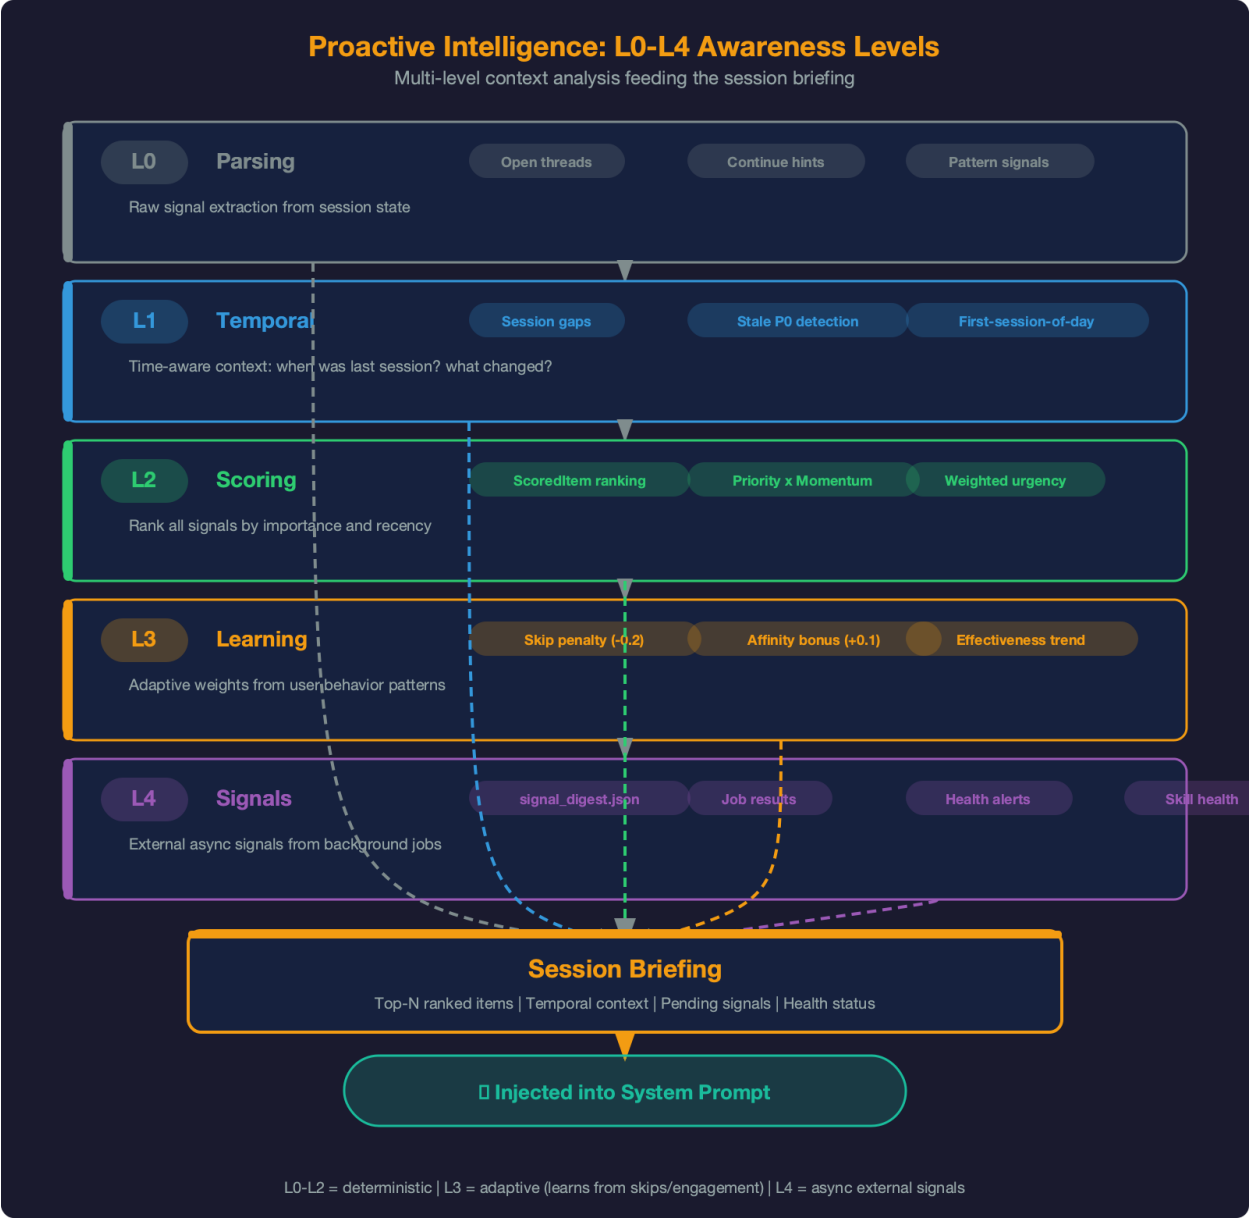 Proactive Intelligence: L0-L4 Awareness Levels
Multi-level context analysis feeding the session briefing
L0 Parsing Open threads Continue hints Pattern signals
Raw signal extraction from session state
L1 Temporal Session gaps Stale P0 detection First-session-of-day
Time-aware context: when was last session? what changed?
L2 Scoring ScoredItem ranking Priority x Momentum Weighted urgency
Rank all signals by importance and recency
L3 Learning Skip penalty (-0.2) Affinity bonus (+0.1) Effectiveness trend
Adaptive weights from user behavior patterns
L4 Signals signal_digest.json Job results Health alerts Skill health
External async signals from background jobs
Session Briefing
Top-N ranked items | Temporal context | Pending signals | Health status
Injected into System Prompt
L0-L2 = deterministic | L3 = adaptive (learns from skips/engagement) | L4 = async external signals